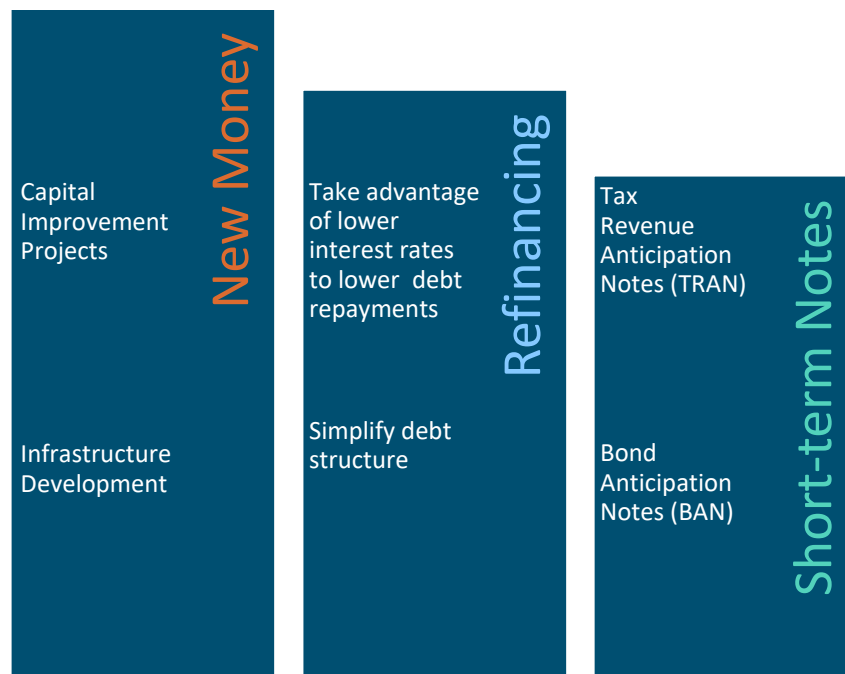 New Money
Capital
Improvement
Projects
Infrastructure
Development
Refinancing
Take advantage
of lower
interest rates
to lower debt
repayments
Simplify debt
structure
Short-term Notes
Tax
Revenue
Anticipation
Notes (TRAN)
Bond
Anticipation
Notes (BAN)